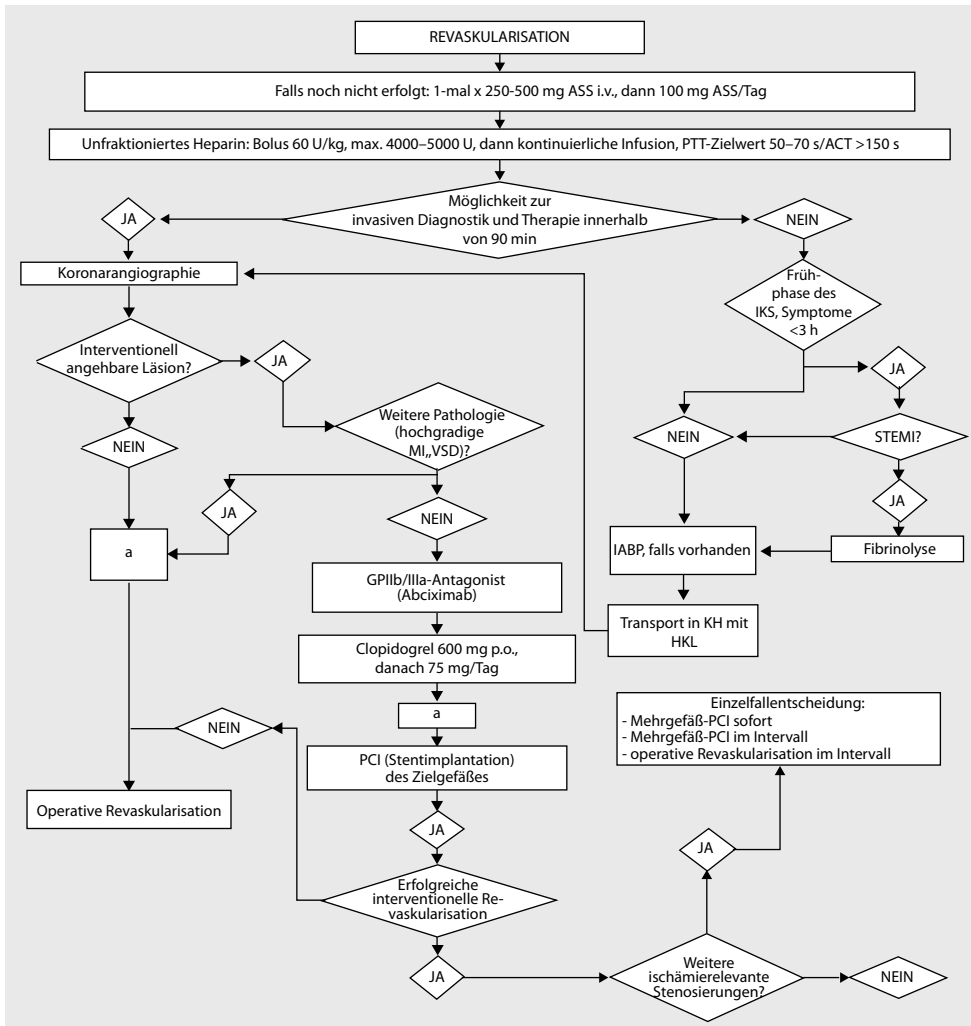 REVASKULARISATION
Falls noch nicht erfolgt: 1-mal x 250-500 mg ASS i.v., dann 100 mg ASS/Tag
Unfraktioniertes Heparin: Bolus 60 U/kg, max. 4000–5000 U, dann kontinuierliche Infusion, PTT-Zielwert 50–70 s/ACT >150 s
Möglichkeit zur
invasiven Diagnostik und Therapie innerhalb
von 90 min
JA
NEIN
Koronarangiographie
Früh-
phase des
IKS, Symptome
<3 h
Interventionell
angehbare Läsion?
JA
JA
Weitere Pathologie
(hochgradige
MI,,VSD)?
NEIN
NEIN
STEMI?
JA
NEIN
JA
a
IABP, falls vorhanden
Fibrinolyse
GPIIb/IIIa-Antagonist
(Abciximab)
Transport in KH mit
HKL
Clopidogrel 600 mg p.o.,
danach 75 mg/Tag
a
NEIN
Einzelfallentscheidung:
- Mehrgefäß-PCI sofort
- Mehrgefäß-PCI im Intervall
- operative Revaskularisation im Intervall
PCI (Stentimplantation)
des Zielgefäßes
Operative Revaskularisation
JA
JA
Erfolgreiche
interventionelle Re-
vaskularisation
JA
Weitere
ischämierelevante
Stenosierungen?
NEIN